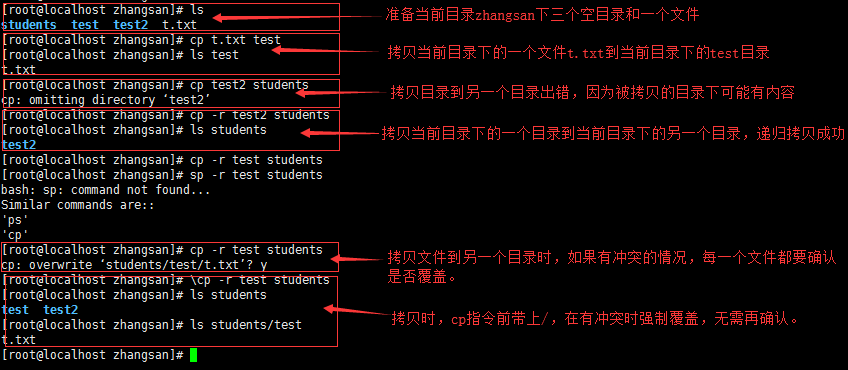 [root@localhost zhangsan]# ls
students  test  test2  t.txt
准备当前目录zhangsan下三个空目录和一个文件
[root@localhost zhangsan]# cp t.txt test
[root@localhost zhangsan]# ls test
t.txt
拷贝当前目录下的一个文件t.txt到当前目录下的test目录
[root@localhost zhangsan]# cp test2 students
cp: omitting directory ‘test2’
拷贝目录到另一个目录出错，因为被拷贝的目录下可能有内容
[root@localhost zhangsan]# cp -r test2 students
[root@localhost zhangsan]# ls students
test2
拷贝当前目录下的一个目录到当前目录下的另一个目录，递归拷贝成功
[root@localhost zhangsan]# cp -r test students
[root@localhost zhangsan]# sp -r test students
bash: sp: command not found...
Similar commands are::
'ps'
'cp'
[root@localhost zhangsan]# cp -r test students
cp: overwrite ‘students/test/t.txt’? y
拷贝文件到另一个目录时，如果有冲突的情况，每一个文件都要确认
是否覆盖。
[root@localhost zhangsan]# \cp -r test students
[root@localhost zhangsan]# ls students
test  test2
[root@localhost zhangsan]# ls students/test
t.txt
拷贝时，cp指令前带上/，在有冲突时强制覆盖，无需再确认。
[root@localhost zhangsan]#